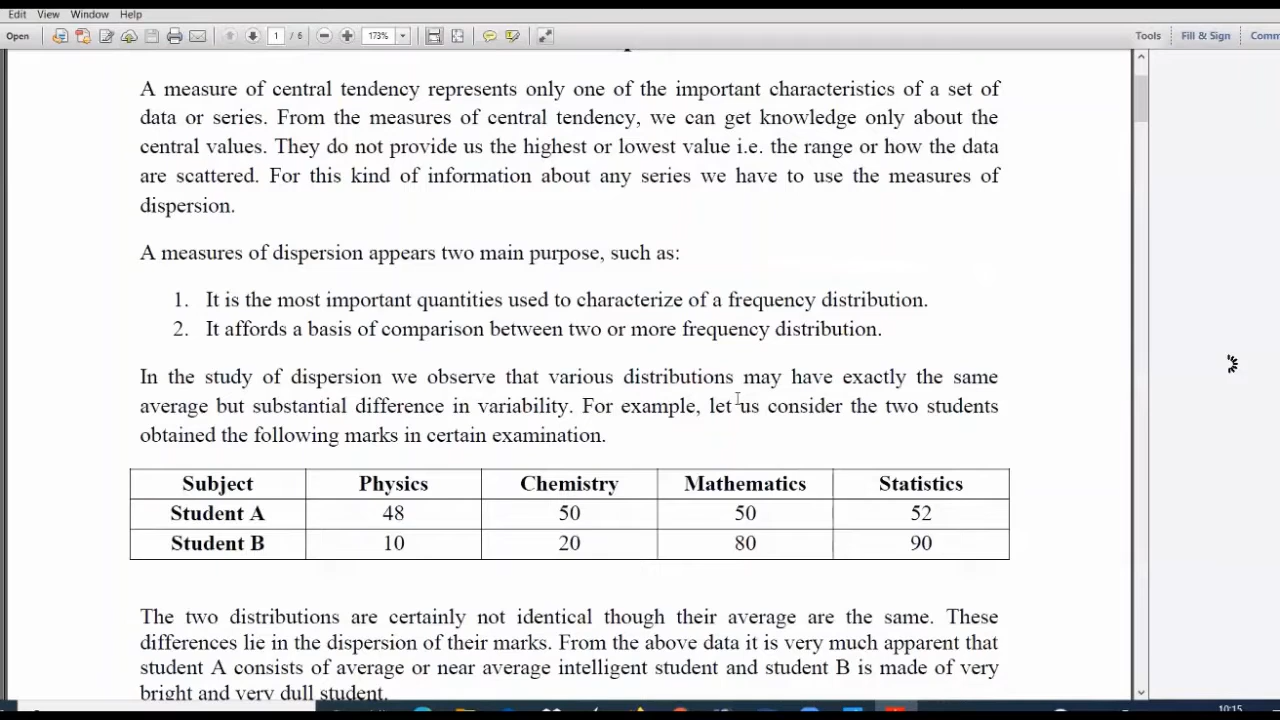 Edit View Window Help
Open 1 / 6 173% Tools Fill & Sign Comm
A measure of central tendency represents only one of the important characteristics of a set of
data or series. From the measures of central tendency, we can get knowledge only about the
central values. They do not provide us the highest or lowest value i.e. the range or how the data
are scattered. For this kind of information about any series we have to use the measures of
dispersion.
A measures of dispersion appears two main purpose, such as:
1. It is the most important quantities used to characterize of a frequency distribution.
2. It affords a basis of comparison between two or more frequency distribution.
In the study of dispersion we observe that various distributions may have exactly the same
average but substantial difference in variability. For example, let us consider the two students
obtained the following marks in certain examination.
Subject Physics Chemistry Mathematics Statistics
Student A 48 50 50 52
Student B 10 20 80 90
The two distributions are certainly not identical though their average are the same. These
differences lie in the dispersion of their marks. From the above data it is very much apparent that
student A consists of average or near average intelligent student and student B is made of very
bright and very dull student.
10:15